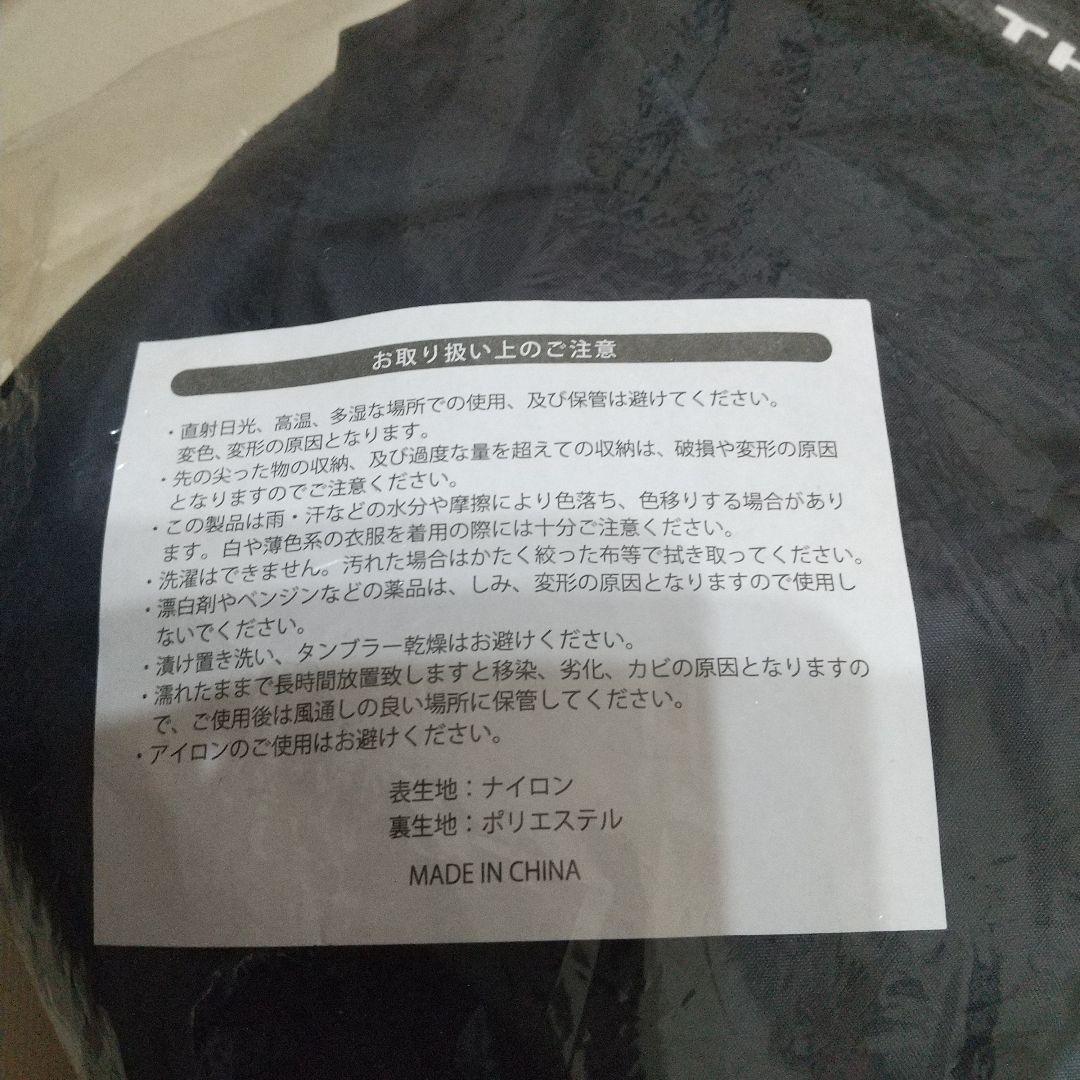 TH
お取り扱い上のご注意
・直射日光、高温、多湿な場所での使用、及び保管は避けてください。
変色、変形の原因となります。
・先の尖った物の収納、及び過度な量を超えての収納は、破損や変形の原因
となりますのでご注意ください。
・この製品は雨・汗などの水分や摩擦により色落ち、色移りする場合があり
ます。白や薄色系の衣服を着用の際には十分ご注意ください。
・洗濯はできません。汚れた場合はかたく絞った布等で拭き取ってください。
・漂白剤やベンジンなどの薬品は、しみ、変形の原因となりますので使用し
ないでください。
・漬け置き洗い、タンブラー乾燥はお避けください。
・濡れたままで長時間放置致しますと移染、劣化、カビの原因となりますの
で、ご使用後は風通しの良い場所に保管してください。
・アイロンのご使用はお避けください。
表生地：ナイロン
裏生地：ポリエステル
MADE IN CHINA